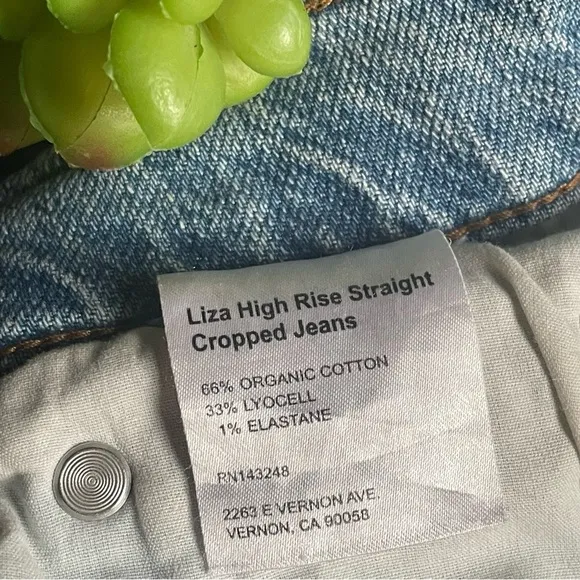 Liza High Rise Straight
Cropped Jeans
66% ORGANIC COTTON
33% LYOCELL
1% ELASTANE
RN143248
2263 E VERNON AVE.
VERNON, CA 90058